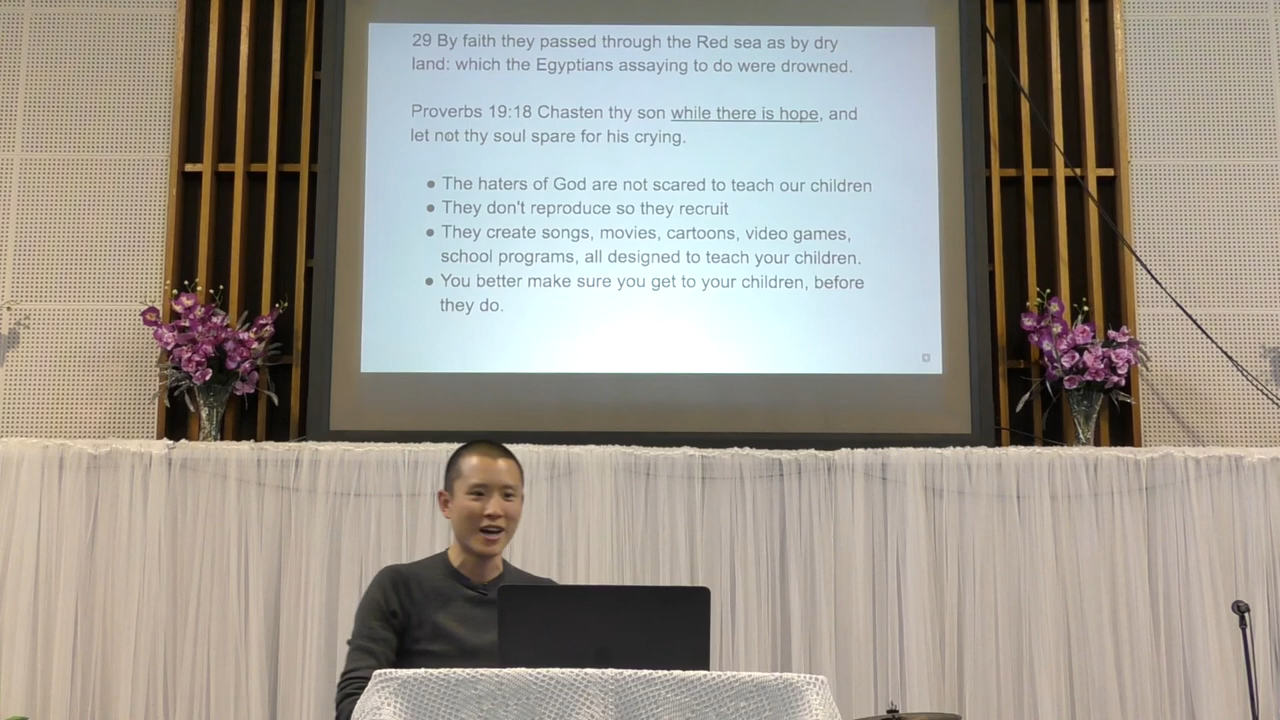 29 By faith they passed through the Red sea as by dry
land: which the Egyptians assaying to do were drowned.
Proverbs 19:18 Chasten thy son while there is hope, and
let not thy soul spare for his crying.
● The haters of God are not scared to teach our children
● They don't reproduce so they recruit
● They create songs, movies, cartoons, video games,
school programs, all designed to teach your children.
● You better make sure you get to your children, before
they do.